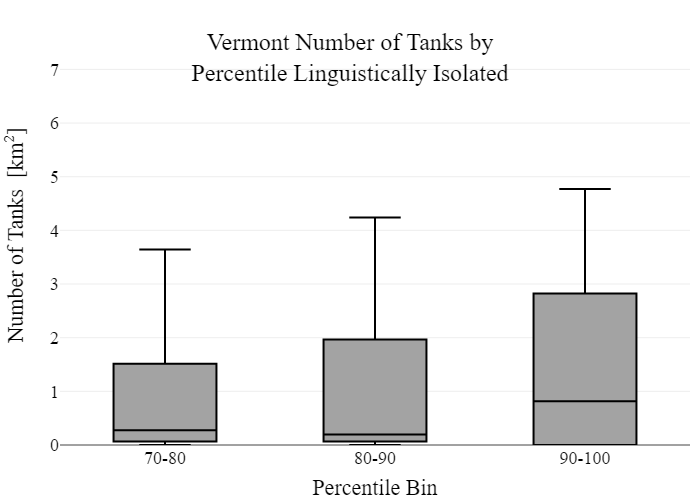 Vermont Number of Tanks by
Percentile Linguistically Isolated
Number of Tanks [km²]
7
6
5
4
3
2
1
0
70-80
80-90
90-100
Percentile Bin